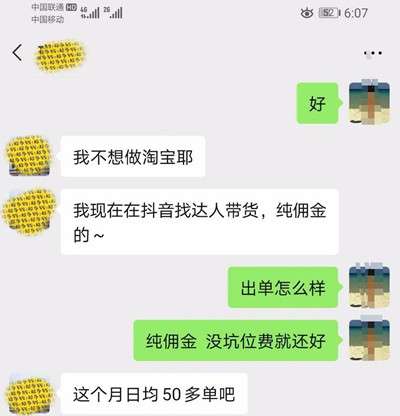 中国联通 HD 4G 2G 52 6:07
中国移动
好
我不想做淘宝耶
我现在在抖音找达人带货，纯佣金
的～
出单怎么样
纯佣金 没坑位费就还好
这个月日均50多单吧